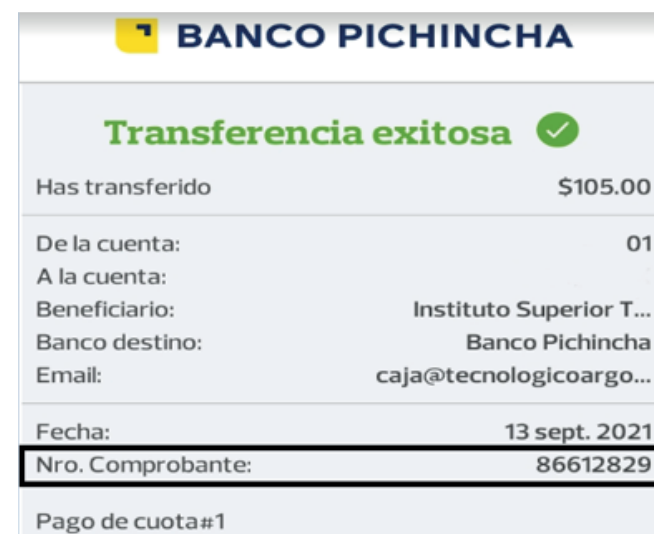 BANCO PICHINCHA
Transferencia exitosa
Has transferido $105.00
De la cuenta: 01
A la cuenta:
Beneficiario: Instituto Superior T...
Banco destino: Banco Pichincha
Email: caja@tecnologicoargo...
Fecha: 13 sept. 2021
Nro. Comprobante: 86612829
Pago de cuota#1